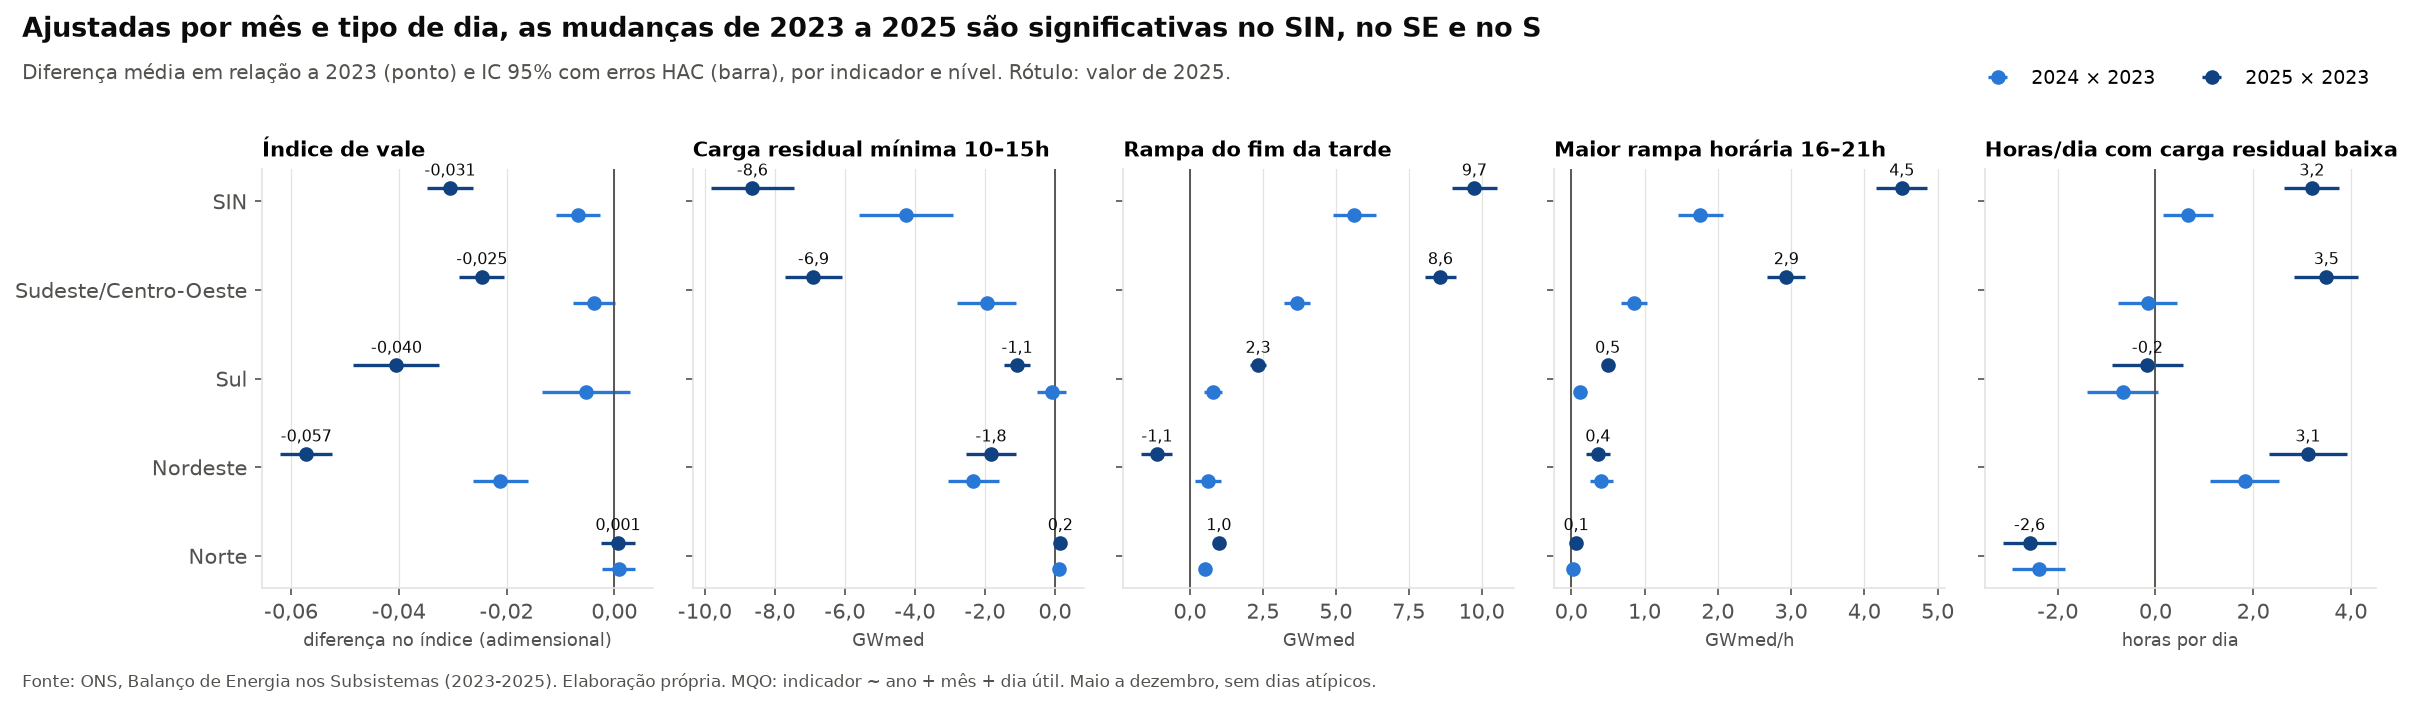 Ajustadas por mês e tipo de dia, as mudanças de 2023 a 2025 são significativas no SIN, no SE e no S
Diferença média em relação a 2023 (ponto) e IC 95% com erros HAC (barra), por indicador e nível. Rótulo: valor de 2025.
2024 × 2023
2025 × 2023
Índice de vale
Carga residual mínima 10–15h
Rampa do fim da tarde
Maior rampa horária 16–21h
Horas/dia com carga residual baixa
-0,031
-8,6
9,7
4,5
3,2
SIN
-0,025
-6,9
8,6
2,9
3,5
Sudeste/Centro-Oeste
-0,040
-1,1
2,3
0,5
-0,2
Sul
-0,057
-1,8
-1,1
0,4
3,1
Nordeste
0,001
0,2
1,0
0,1
-2,6
Norte
-0,06 -0,04 -0,02 0,00
-10,0 -8,0 -6,0 -4,0 -2,0 0,0
0,0 2,5 5,0 7,5 10,0
0,0 1,0 2,0 3,0 4,0 5,0
-2,0 0,0 2,0 4,0
diferença no índice (adimensional)
GWmed
GWmed
GWmed/h
horas por dia
Fonte: ONS, Balanço de Energia nos Subsistemas (2023-2025). Elaboração própria. MQO: indicador ~ ano + mês + dia útil. Maio a dezembro, sem dias atípicos.